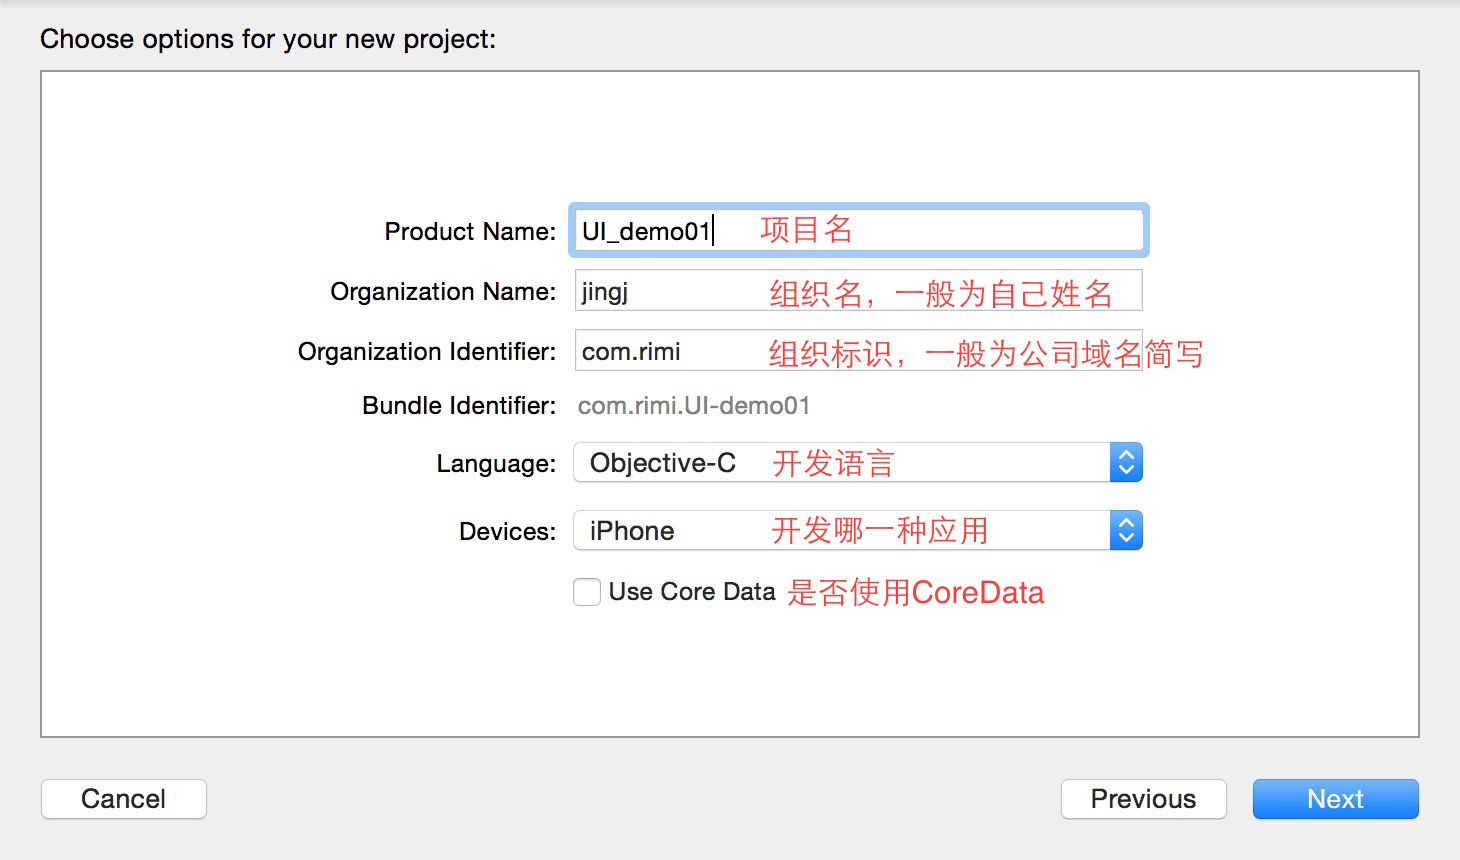 Choose options for your new project:
Product Name: UI_demo01 项目名
Organization Name: jingj 组织名，一般为自己姓名
Organization Identifier: com.rimi 组织标识，一般为公司域名简写
Bundle Identifier: com.rimi.UI-demo01
Language: Objective-C 开发语言
Devices: iPhone 开发哪一种应用
Use Core Data 是否使用CoreData
Cancel Previous Next